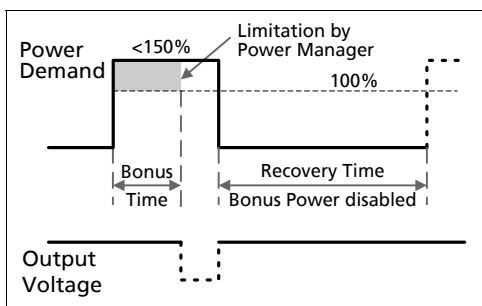 Power
Demand
<150%
Limitation by
Power Manager
100%
Bonus
Time
Recovery Time
Bonus Power disabled
Output
Voltage